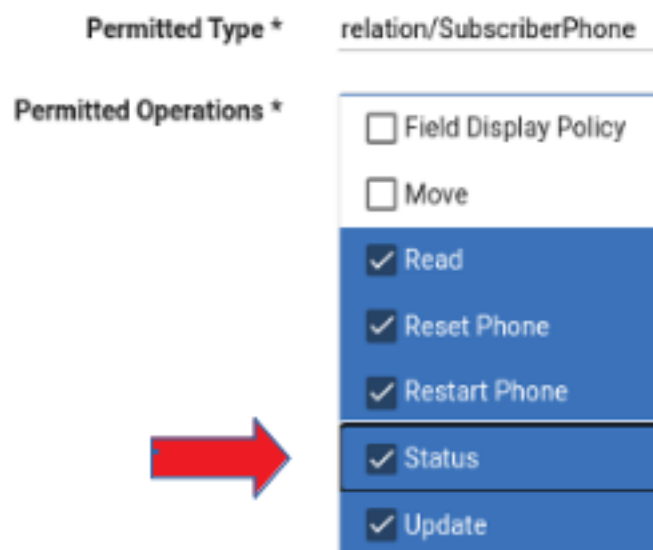 Permitted Type * relation/SubscriberPhone
Permitted Operations *
Field Display Policy
Move
Read
Reset Phone
Restart Phone
Status
Update